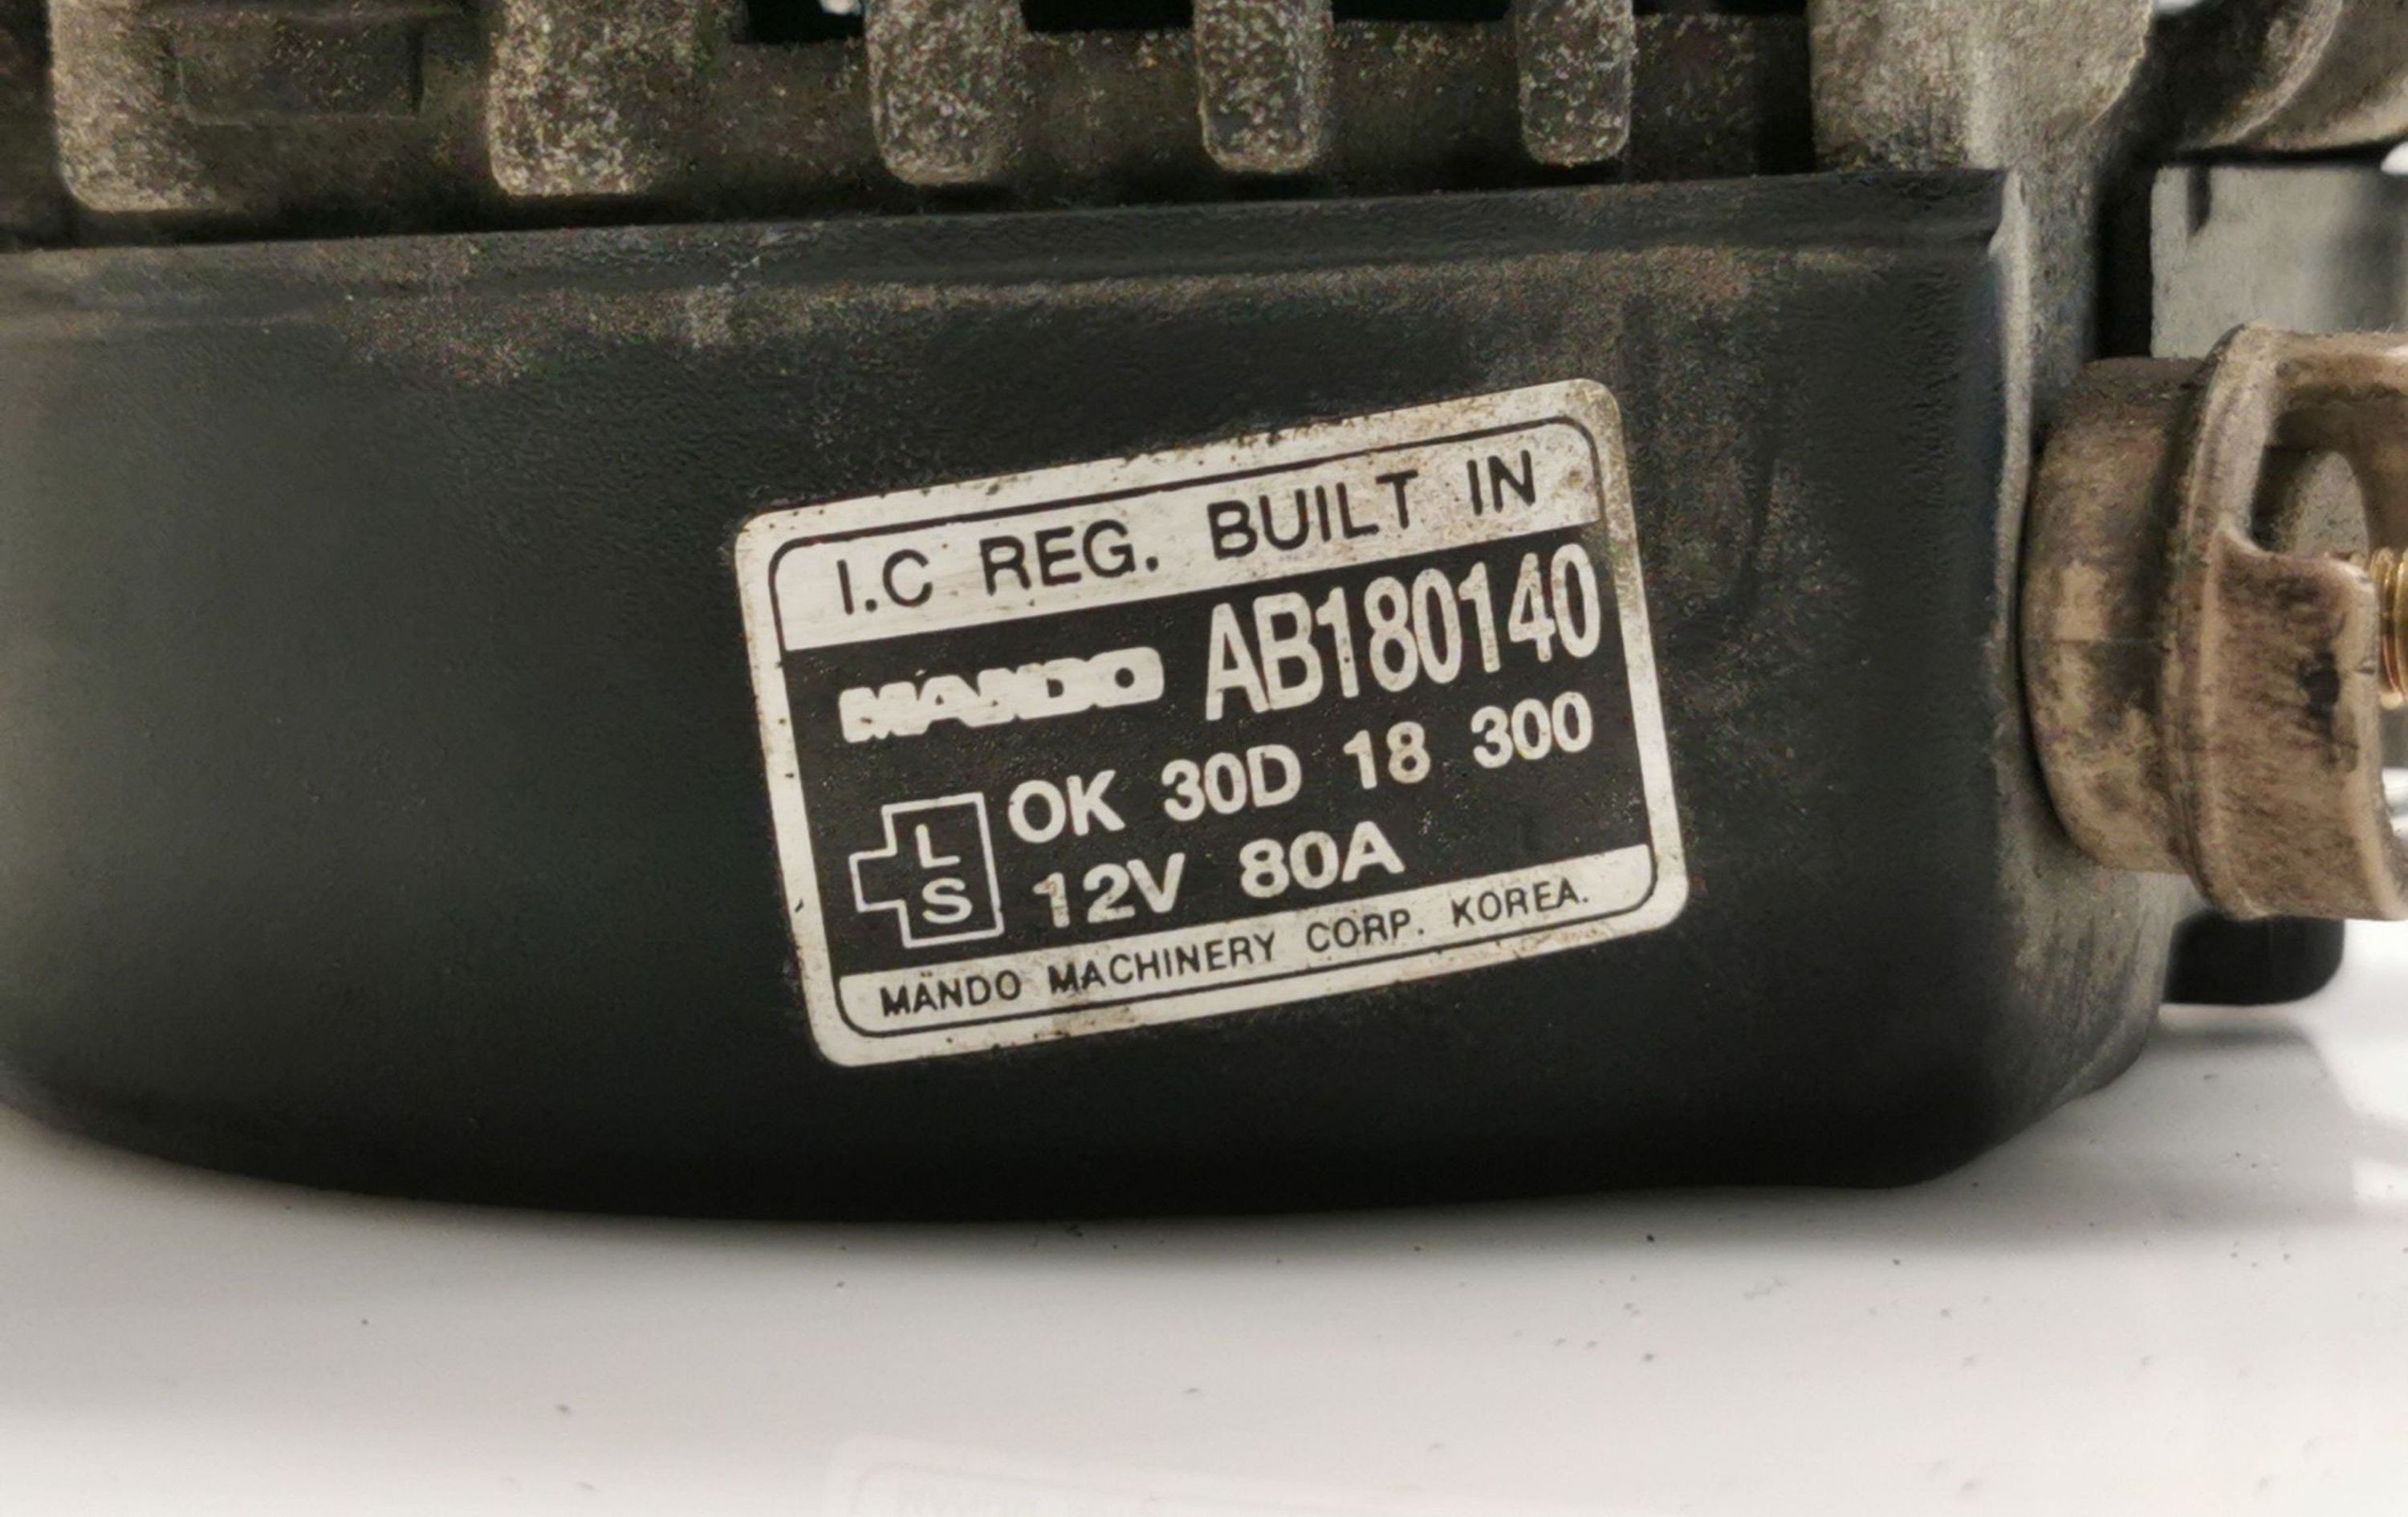 I.C REG. BUILT IN
MANDO AB180140
OK 30D 18 300
L
S
12V 80A
MANDO MACHINERY CORP. KOREA.